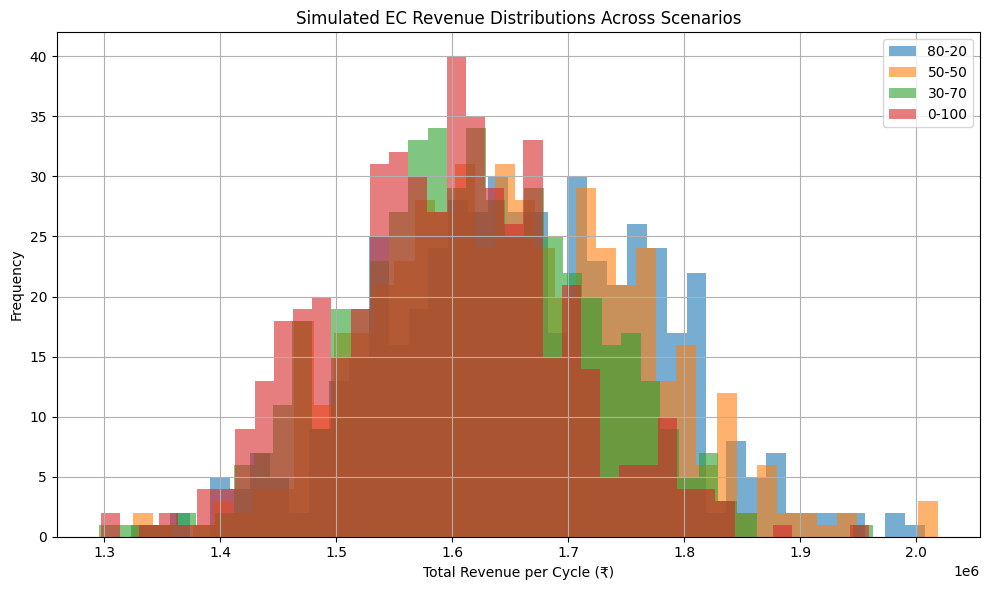 Simulated EC Revenue Distributions Across Scenarios
80-20
50-50
30-70
0-100
Frequency
40
35
30
25
20
15
10
5
0
1.3 1.4 1.5 1.6 1.7 1.8 1.9 2.0
1e6
Total Revenue per Cycle (₹)